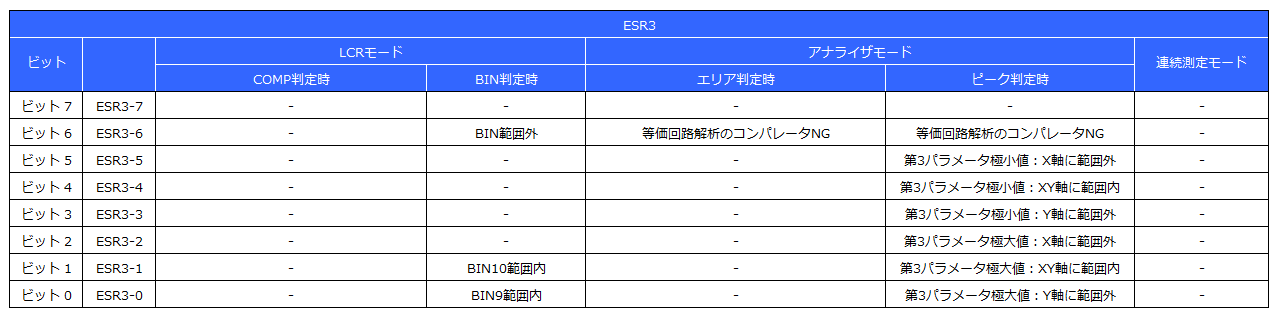 ESR3
ビット LCRモード アナライザモード 連続測定モード
COMP判定時 BIN判定時 エリア判定時 ピーク判定時
ビット7 ESR3-7 - - - - -
ビット6 ESR3-6 - BIN範囲外 等価回路解析のコンパレータNG 等価回路解析のコンパレータNG -
ビット5 ESR3-5 - - - 第3パラメータ極小値：X軸に範囲外 -
ビット4 ESR3-4 - - - 第3パラメータ極小値：XY軸に範囲内 -
ビット3 ESR3-3 - - - 第3パラメータ極小値：Y軸に範囲外 -
ビット2 ESR3-2 - - - 第3パラメータ極大値：X軸に範囲外 -
ビット1 ESR3-1 - BIN10範囲内 - 第3パラメータ極大値：XY軸に範囲内 -
ビット0 ESR3-0 - BIN9範囲内 - 第3パラメータ極大値：Y軸に範囲外 -